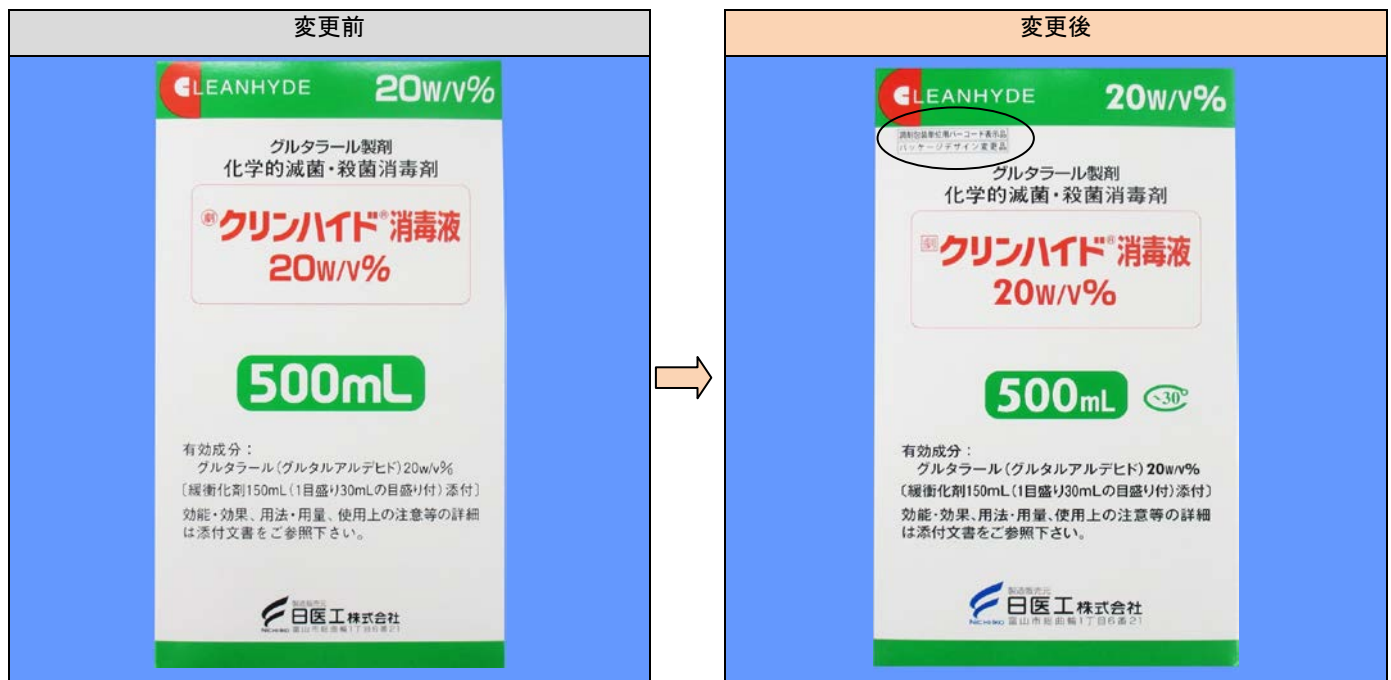 変更前
CLEANHYDE 20W/V%
グルタラール製剤
化学的滅菌・殺菌消毒剤
劇 クリンハイド®消毒液
20W/V%
500mL
有効成分：
グルタラール(グルタルアルデヒド)20w/v%
〔緩衝化剤150mL(1目盛り30mLの目盛り付)添付〕
効能・効果、用法・用量、使用上の注意等の詳細
は添付文書をご参照下さい。
製造販売元
日医工株式会社
NICHIIKO 富山市総曲輪1丁目6番21
変更後
CLEANHYDE 20W/V%
調剤包装単位用バーコード表示品
パッケージデザイン変更品
グルタラール製剤
化学的滅菌・殺菌消毒剤
劇 クリンハイド®消毒液
20W/V%
500mL 30°
有効成分：
グルタラール(グルタルアルデヒド)20w/v%
〔緩衝化剤150mL(1目盛り30mLの目盛り付)添付〕
効能・効果、用法・用量、使用上の注意等の詳細
は添付文書をご参照下さい。
製造販売元
日医工株式会社
NICHIIKO 富山市総曲輪1丁目6番21